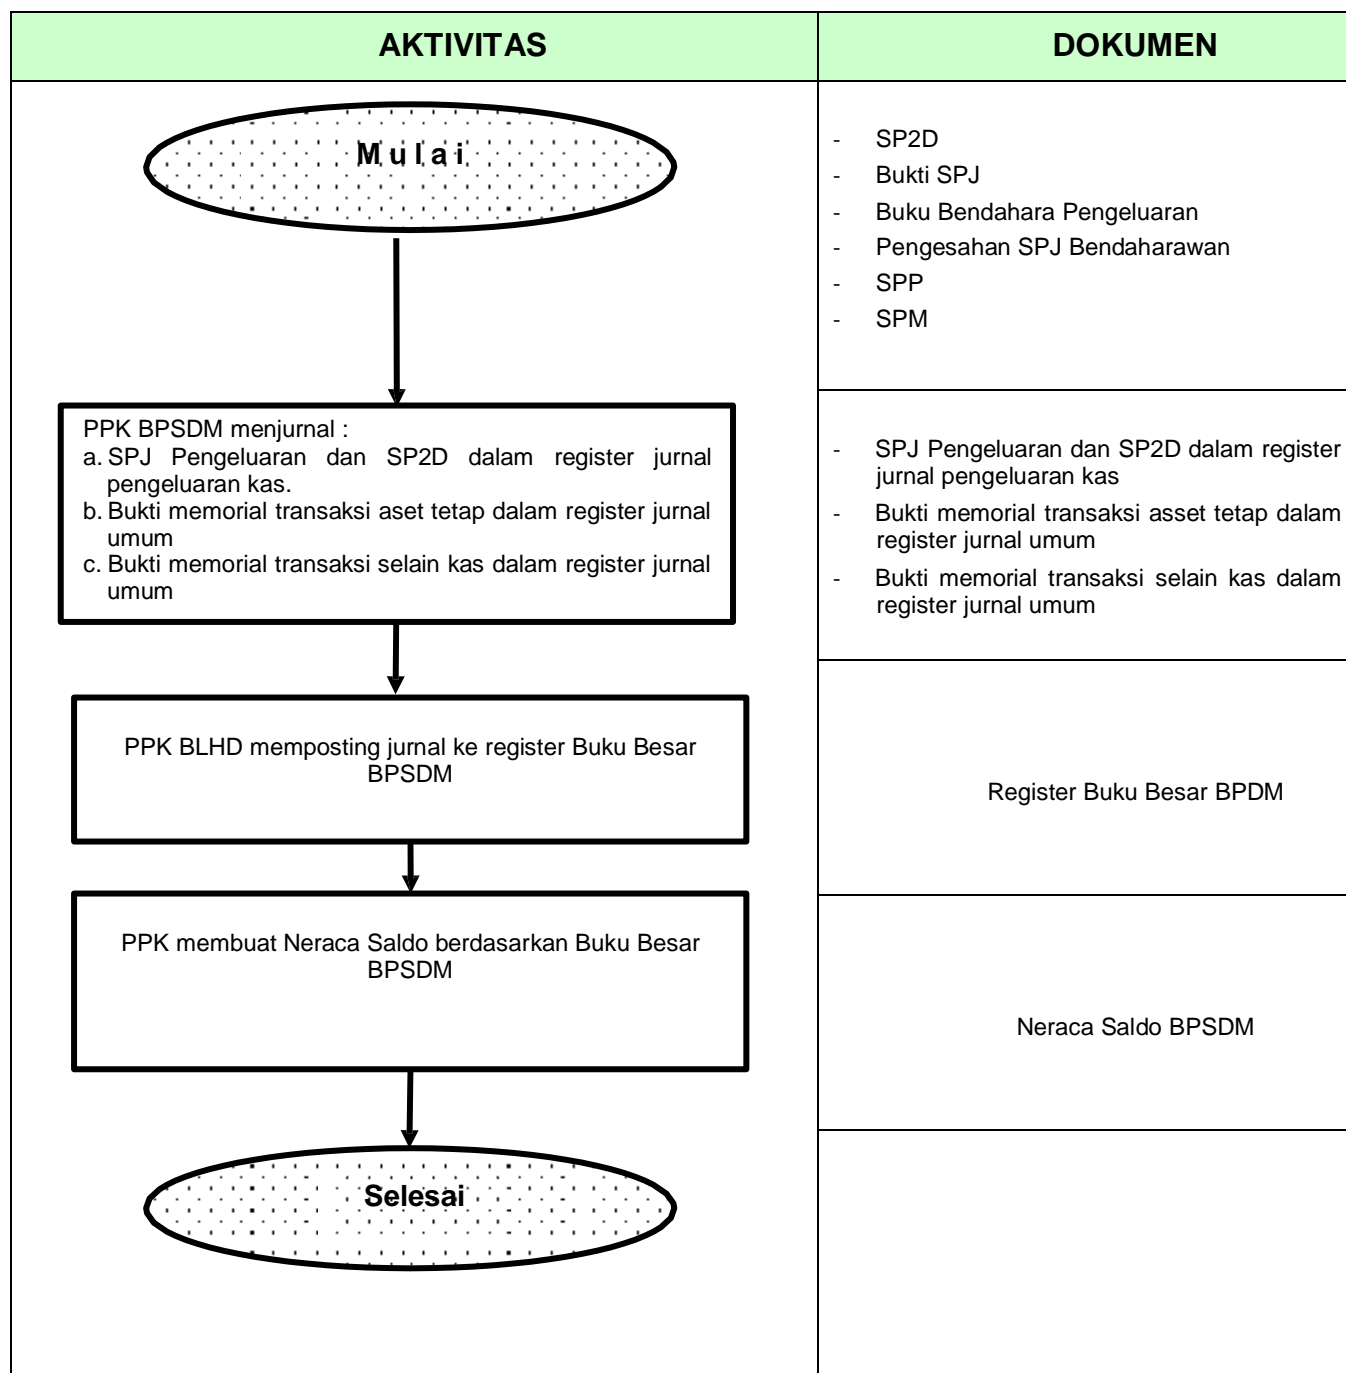 AKTIVITAS
DOKUMEN
M u l a i
- SP2D
- Bukti SPJ
- Buku Bendahara Pengeluaran
- Pengesahan SPJ Bendaharawan
- SPP
- SPM
PPK BPSDM menjurnal :
a. SPJ Pengeluaran dan SP2D dalam register jurnal
pengeluaran kas.
b. Bukti memorial transaksi aset tetap dalam register jurnal
umum
c. Bukti memorial transaksi selain kas dalam register jurnal
umum
- SPJ Pengeluaran dan SP2D dalam register
jurnal pengeluaran kas
- Bukti memorial transaksi asset tetap dalam
register jurnal umum
- Bukti memorial transaksi selain kas dalam
register jurnal umum
PPK BLHD memposting jurnal ke register Buku Besar
BPSDM
Register Buku Besar BPDM
PPK membuat Neraca Saldo berdasarkan Buku Besar
BPSDM
Neraca Saldo BPSDM
Selesai